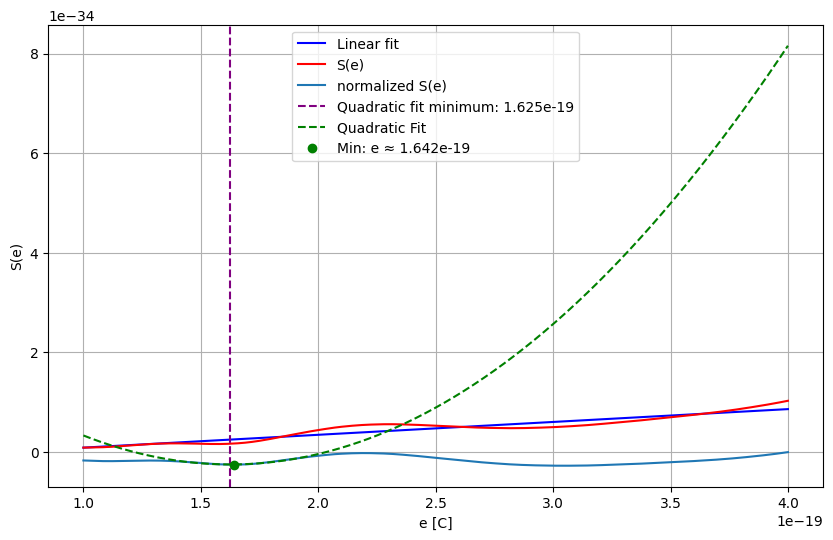 1e−34
Linear fit
S(e)
normalized S(e)
Quadratic fit minimum: 1.625e-19
Quadratic Fit
Min: e ≈ 1.642e-19
8
6
4
2
0
S(e)
1.0 1.5 2.0 2.5 3.0 3.5 4.0
e [C]
1e−19